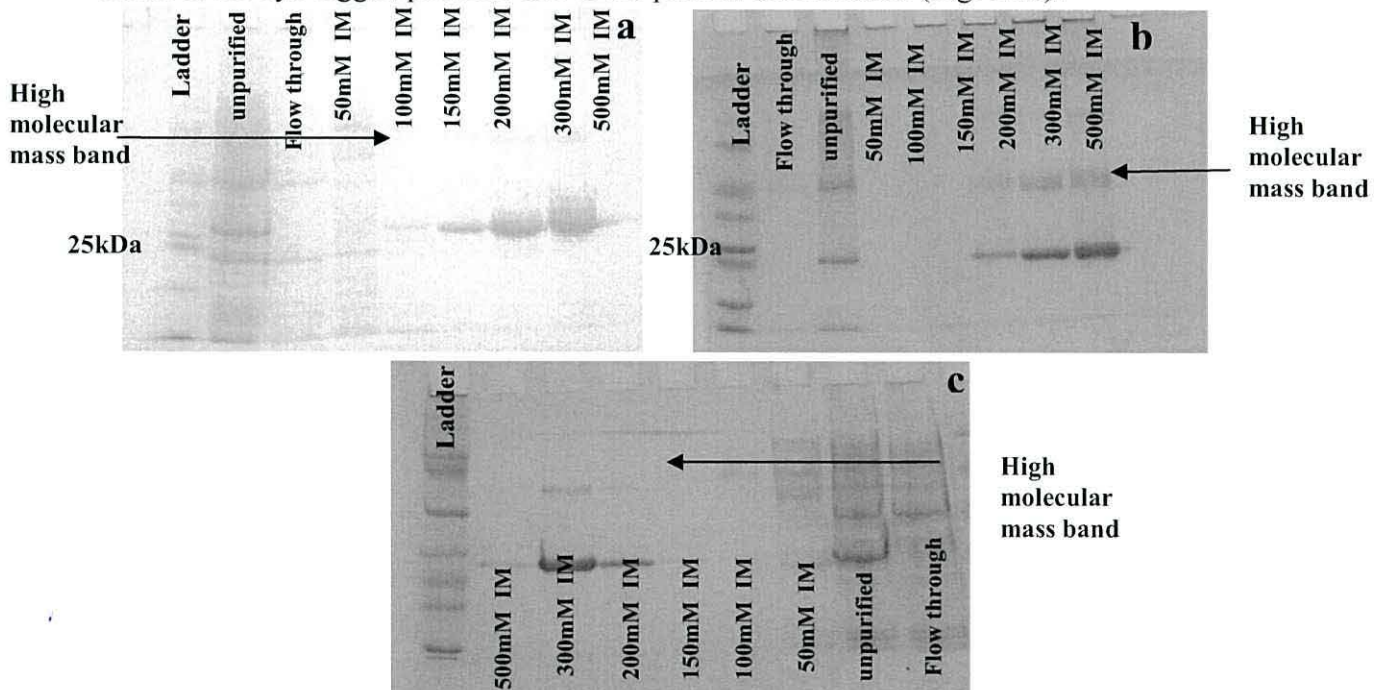 a
High
molecular
mass band
25kDa
Ladder
unpurified
Flow through
50mM IM
100mM IM
150mM IM
200mM IM
300mM IM
500mM IM
b
25kDa
Ladder
Flow through
unpurified
50mM IM
100mM IM
150mM IM
200mM IM
300mM IM
500mM IM
High
molecular
mass band
c
Ladder
500mM IM
300mM IM
200mM IM
150mM IM
100mM IM
50mM IM
unpurified
Flow through
High
molecular
mass band